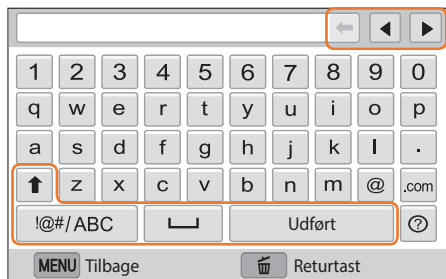 1 2 3 4 5 6 7 8 9 0
q w e r t y u i o p
a s d f g h j k l .
z x c v b n m @ .com
!@#/ABC Udført ?
MENU Tilbage Returtast